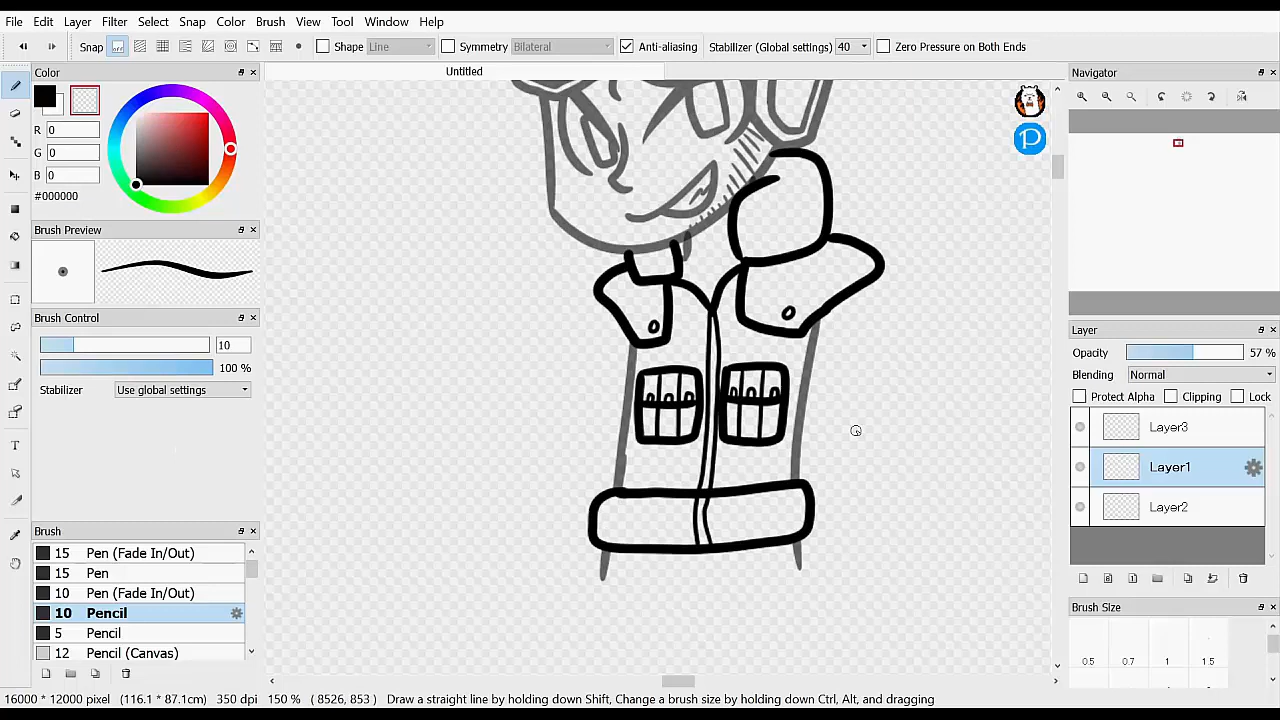 File Edit Layer Filter Select Snap Color Brush View Tool Window Help
Snap Shape Line Symmetry Bilateral Anti-aliasing Stabilizer (Global settings) 40 Zero Pressure on Both Ends
Color
Untitled
Navigator
R 0
G 0
B 0
#000000
Brush Preview
Brush Control
10
100 %
Stabilizer Use global settings
Layer
Opacity 57 %
Blending Normal
Protect Alpha Clipping Lock
Layer3
Layer1
Layer2
Brush
15 Pen (Fade In/Out)
15 Pen
10 Pen (Fade In/Out)
10 Pencil
5 Pencil
12 Pencil (Canvas)
Brush Size
0.5 0.7 1 1.5
16000 * 12000 pixel (116.1 * 87.1cm) 350 dpi 150 % ( 8526, 853 ) Draw a straight line by holding down Shift, Change a brush size by holding down Ctrl, Alt, and dragging